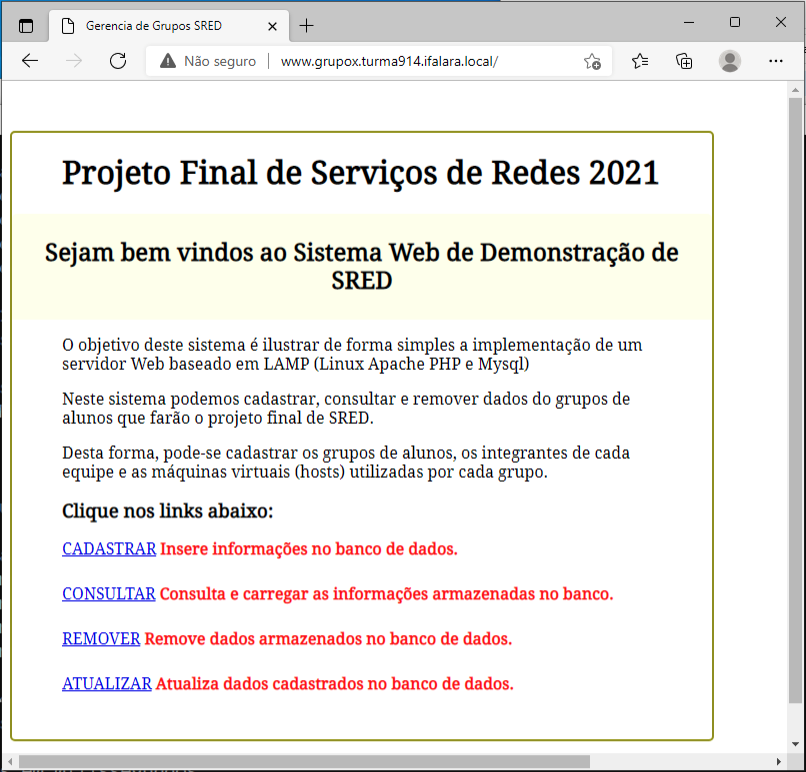 Gerencia de Grupos SRED
Não seguro
www.grupox.turma914.ifalara.local/
Projeto Final de Serviços de Redes 2021
Sejam bem vindos ao Sistema Web de Demonstração de
SRED
O objetivo deste sistema é ilustrar de forma simples a implementação de um
servidor Web baseado em LAMP (Linux Apache PHP e Mysql)
Neste sistema podemos cadastrar, consultar e remover dados do grupos de
alunos que farão o projeto final de SRED.
Desta forma, pode-se cadastrar os grupos de alunos, os integrantes de cada
equipe e as máquinas virtuais (hosts) utilizadas por cada grupo.
Clique nos links abaixo:
CADASTRAR Insere informações no banco de dados.
CONSULTAR Consulta e carregar as informações armazenadas no banco.
REMOVER Remove dados armazenados no banco de dados.
ATUALIZAR Atualiza dados cadastrados no banco de dados.